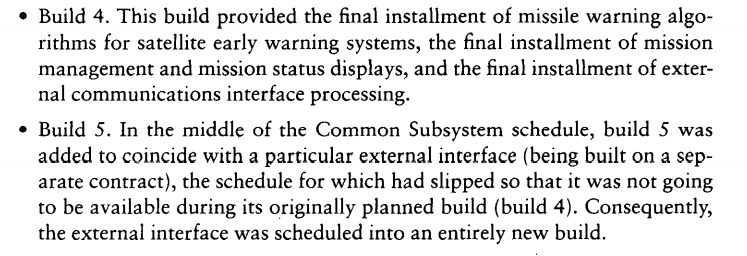 • Build 4. This build provided the final installment of missile warning algo-
rithms for satellite early warning systems, the final installment of mission
management and mission status displays, and the final installment of exter-
nal communications interface processing.
• Build 5. In the middle of the Common Subsystem schedule, build 5 was
added to coincide with a particular external interface (being built on a sep-
arate contract), the schedule for which had slipped so that it was not going
to be available during its originally planned build (build 4). Consequently,
the external interface was scheduled into an entirely new build.